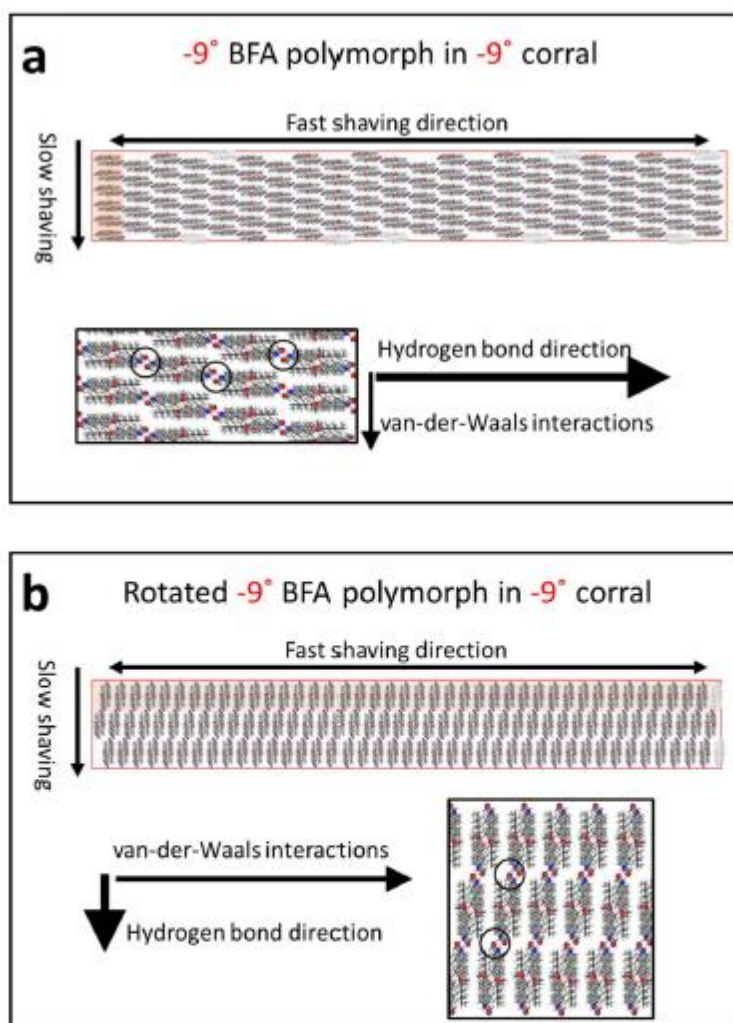 a
-9° BFA polymorph in -9° corral
Fast shaving direction
Slow shaving
Hydrogen bond direction
van-der-Waals interactions
b
Rotated -9° BFA polymorph in -9° corral
Fast shaving direction
Slow shaving
van-der-Waals interactions
Hydrogen bond direction